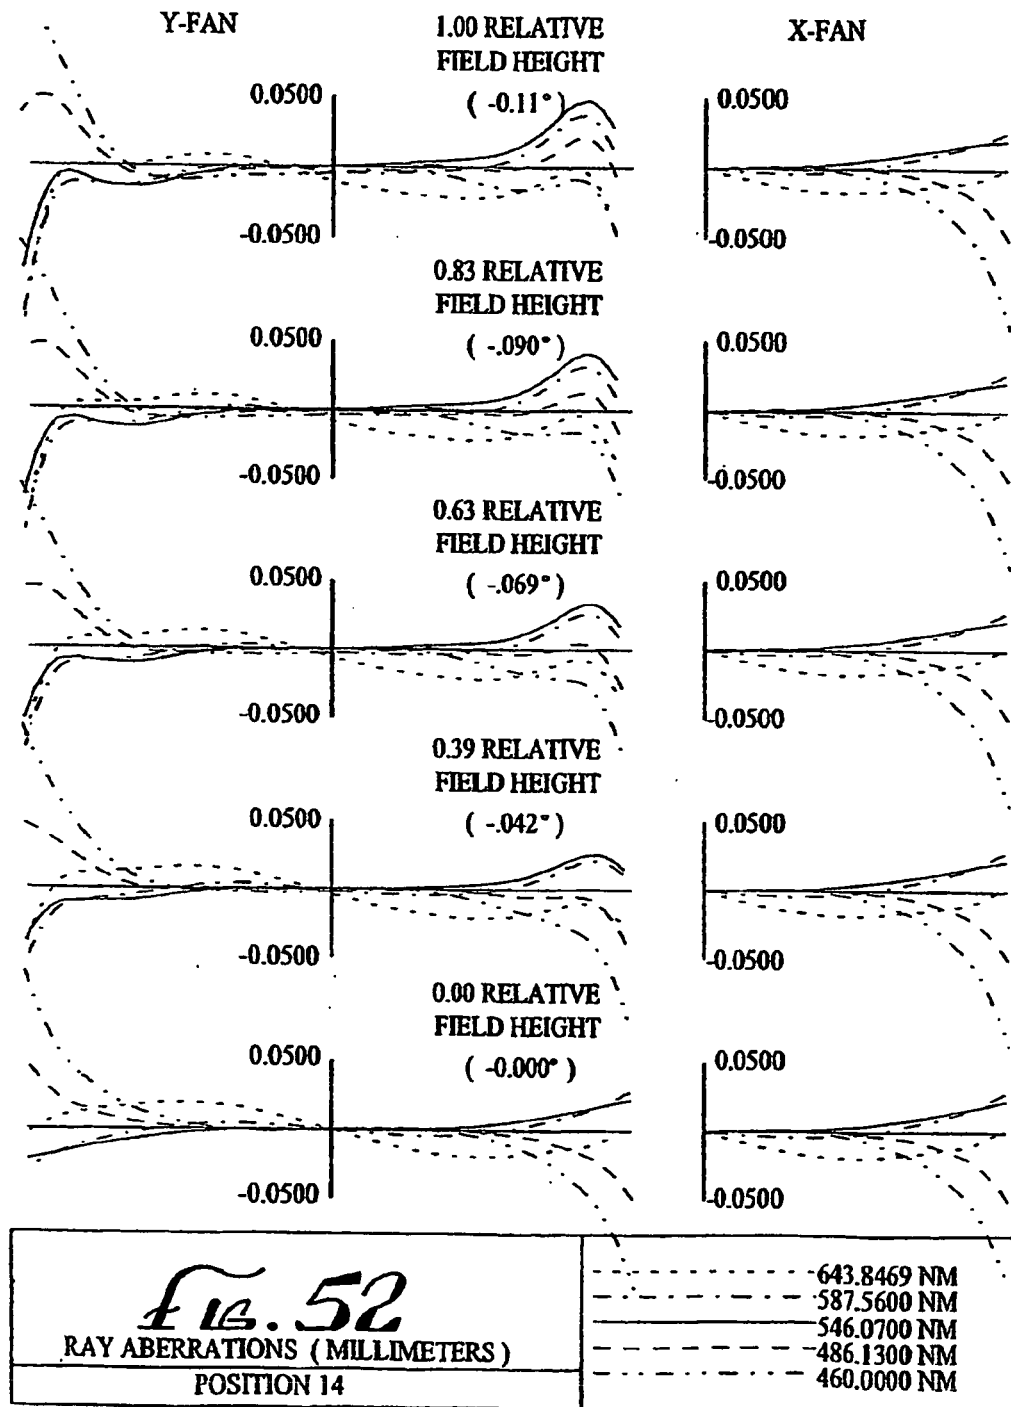 Y-FAN
1.00 RELATIVE
FIELD HEIGHT
( -0.11° )
X-FAN
0.0500
-0.0500
0.0500
-0.0500
0.83 RELATIVE
FIELD HEIGHT
( -.090° )
0.0500
-0.0500
0.0500
-0.0500
0.63 RELATIVE
FIELD HEIGHT
( -.069° )
0.0500
-0.0500
0.0500
-0.0500
0.39 RELATIVE
FIELD HEIGHT
( -.042° )
0.0500
-0.0500
0.0500
-0.0500
0.00 RELATIVE
FIELD HEIGHT
( -0.000° )
0.0500
-0.0500
0.0500
-0.0500
FIG. 52
RAY ABERRATIONS ( MILLIMETERS )
POSITION 14
643.8469 NM
587.5600 NM
546.0700 NM
486.1300 NM
460.0000 NM